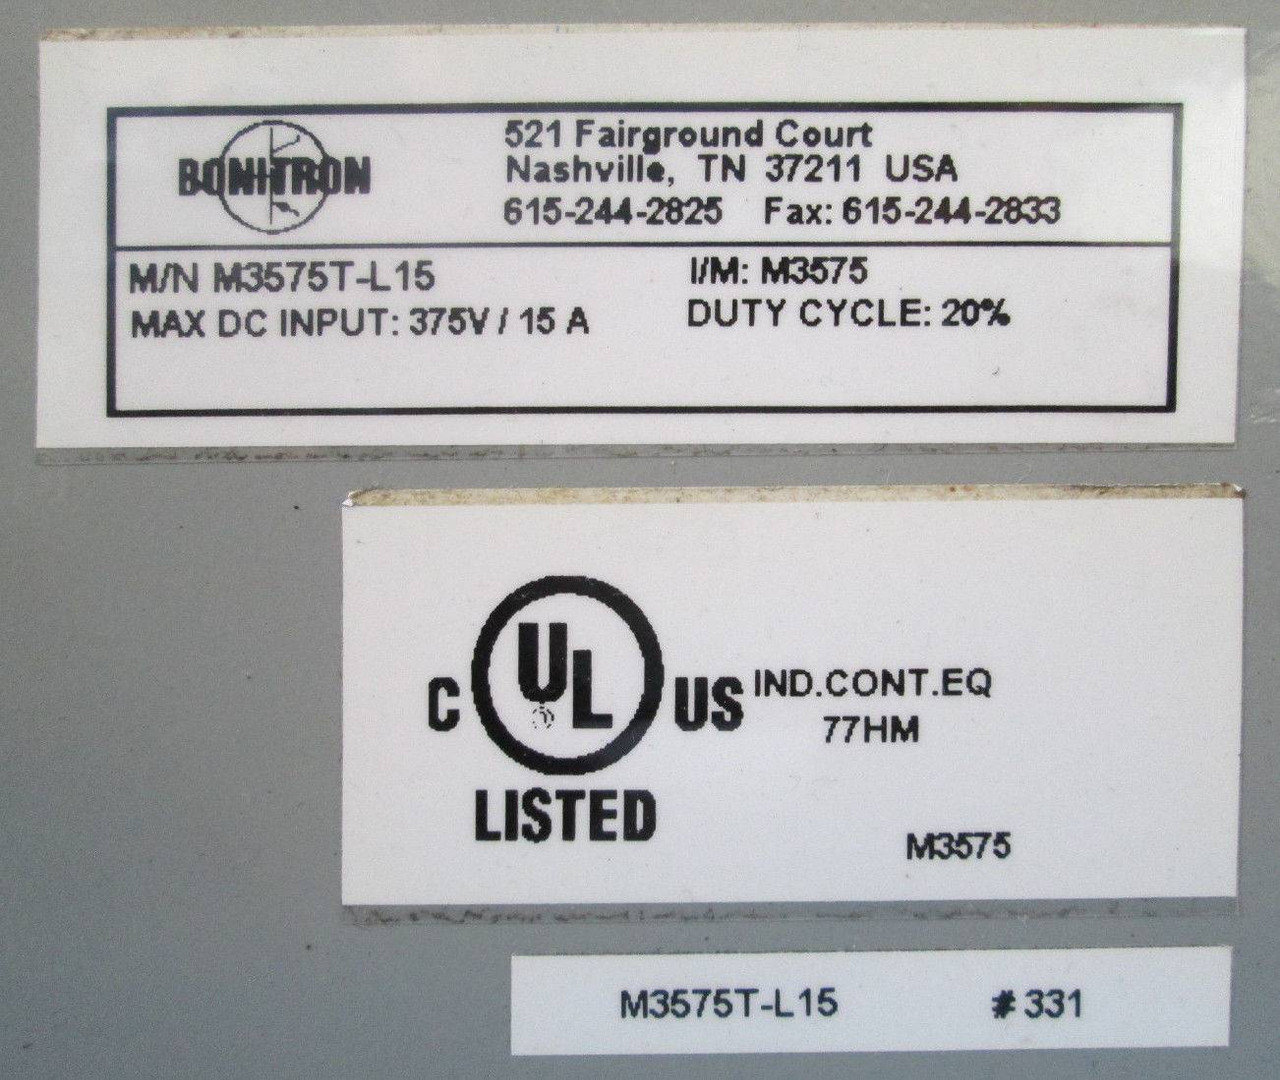 BONITRON
521 Fairground Court
Nashville, TN 37211 USA
615-244-2825 Fax: 615-244-2833
M/N M3575T-L15 I/M: M3575
MAX DC INPUT: 375V / 15 A DUTY CYCLE: 20%
C UL US IND.CONT.EQ
77HM
LISTED
M3575
M3575T-L15 # 331